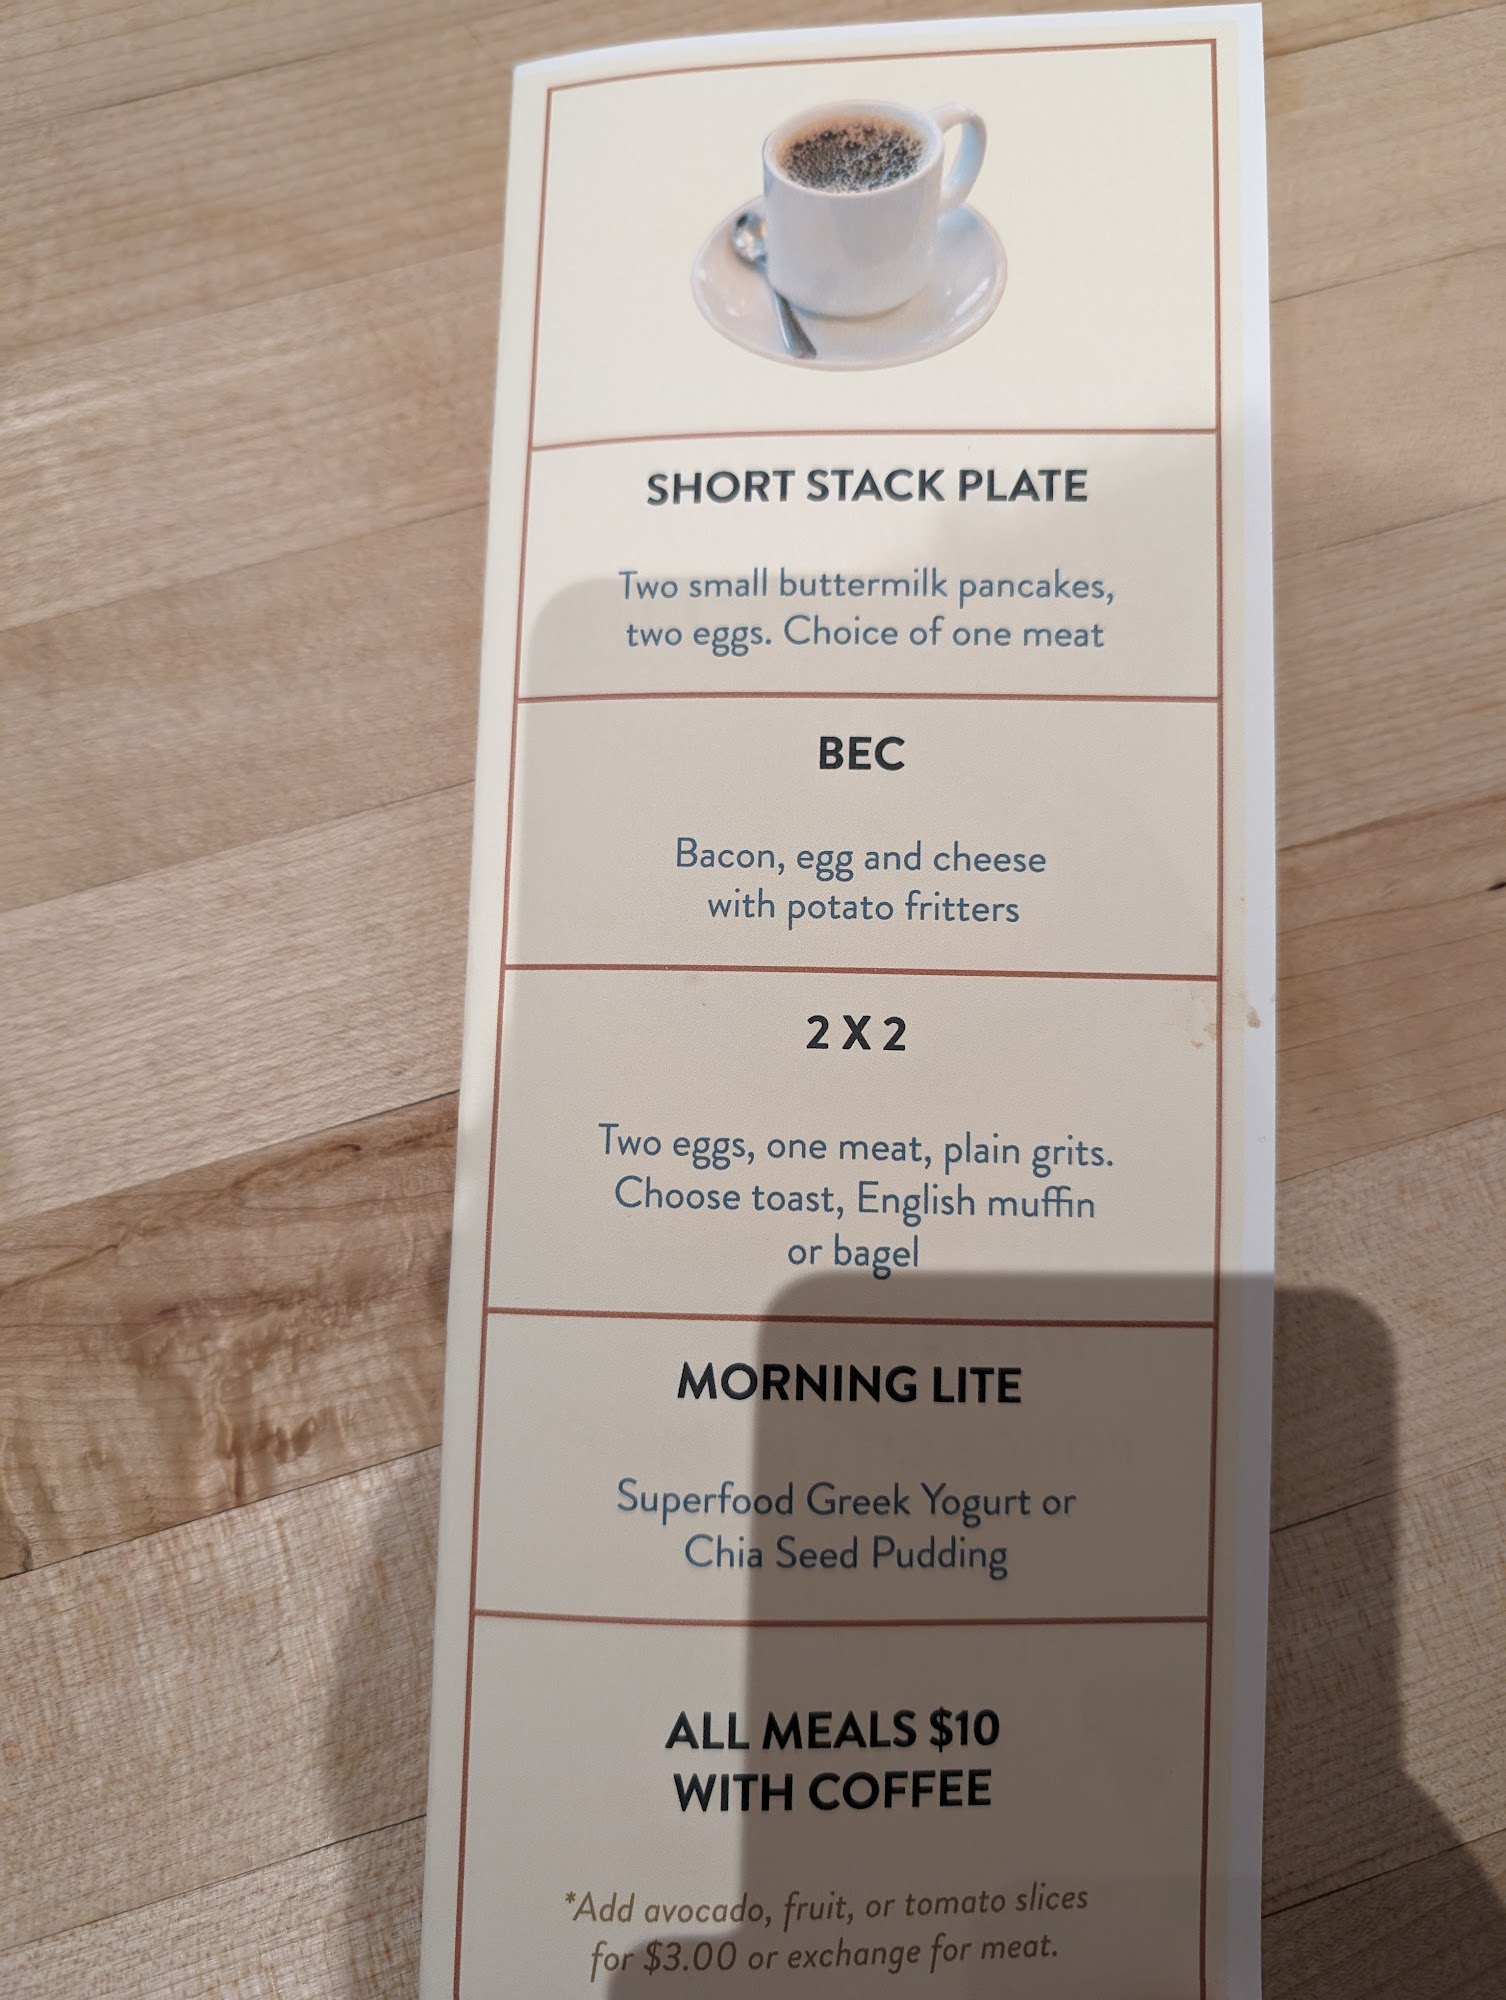 SHORT STACK PLATE
Two small buttermilk pancakes,
two eggs. Choice of one meat
BEC
Bacon, egg and cheese
with potato fritters
2 X 2
Two eggs, one meat, plain grits.
Choose toast, English muffin
or bagel
MORNING LITE
Superfood Greek Yogurt or
Chia Seed Pudding
ALL MEALS $10
WITH COFFEE
*Add avocado, fruit, or tomato slices
for $3.00 or exchange for meat.